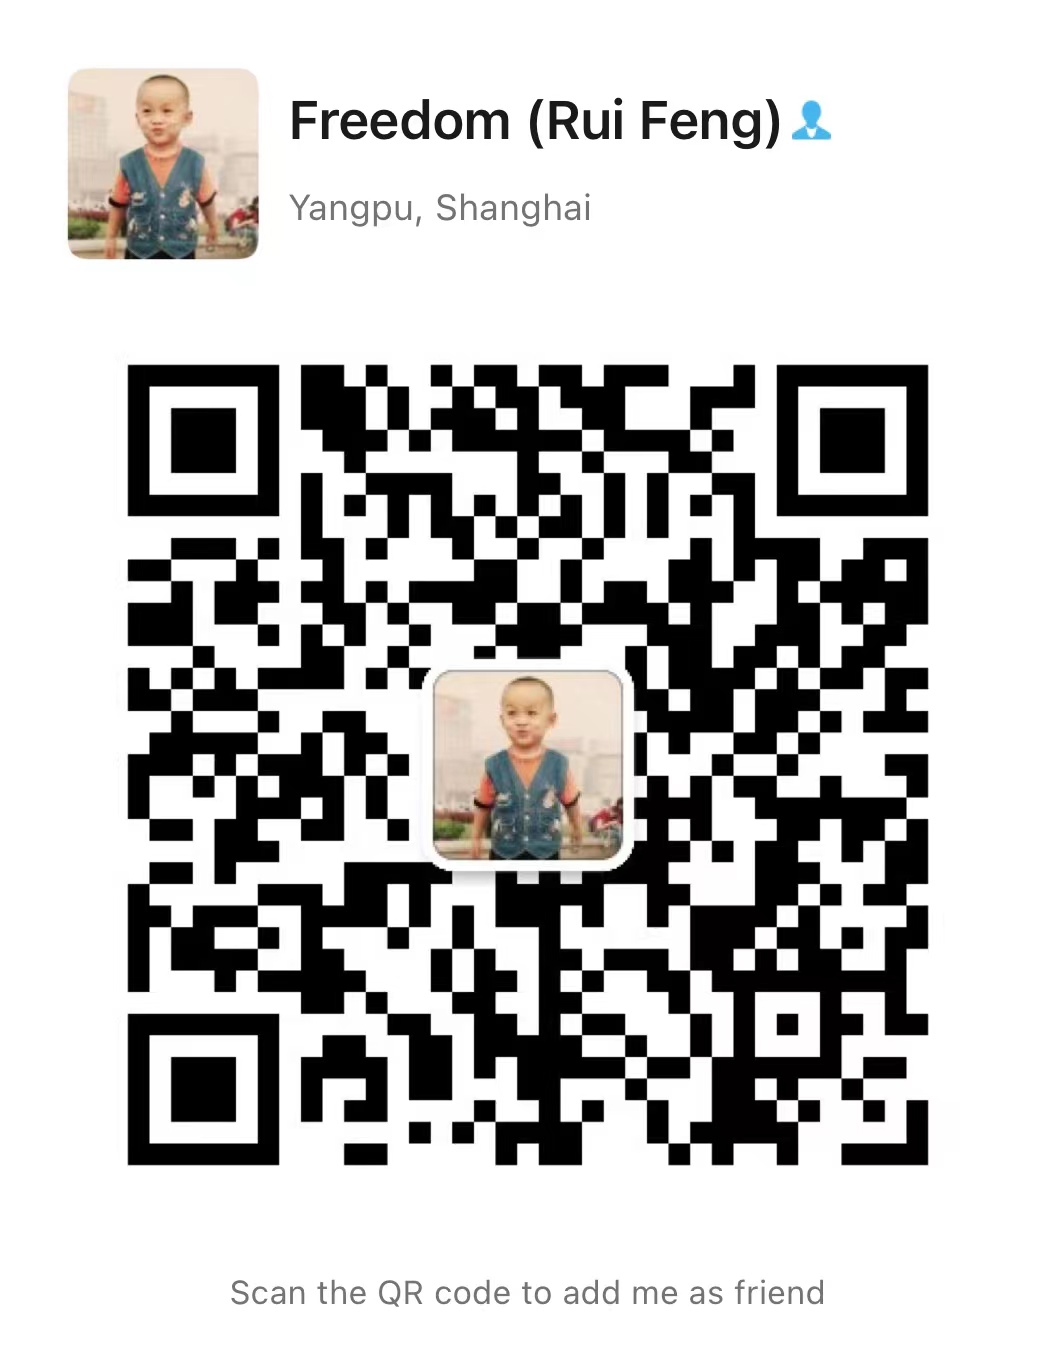 Freedom (Rui Feng)
Yangpu, Shanghai
Scan the QR code to add me as friend